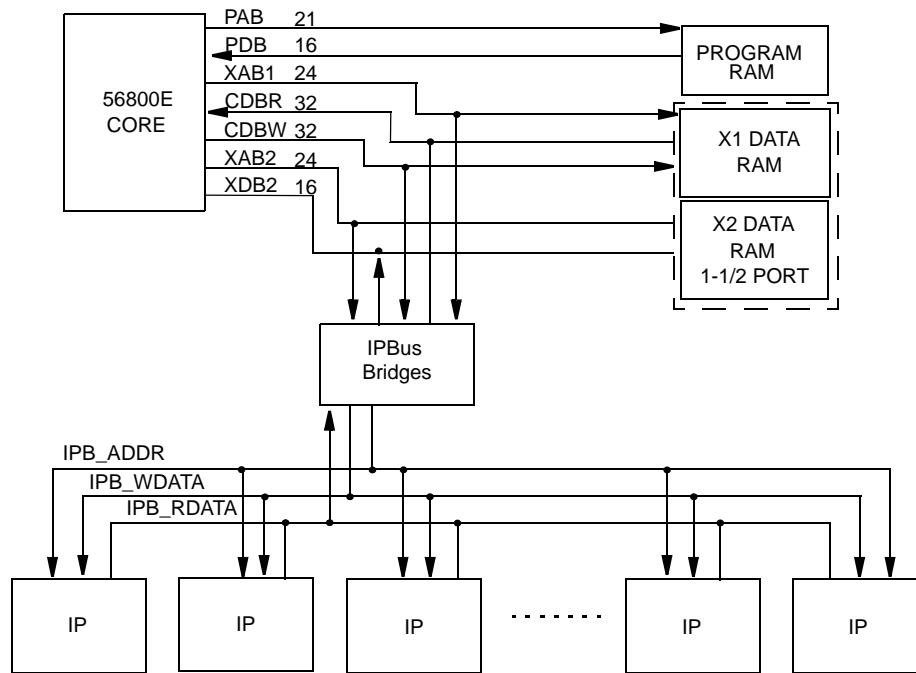 PAB 21
PDB 16
XAB1 24
CDBR 32
CDBW 32
XAB2 24
XDB2 16
56800E
CORE
PROGRAM
RAM
X1 DATA
RAM
X2 DATA
RAM
1-1/2 PORT
IPBus
Bridges
IPB_ADDR
IPB_WDATA
IPB_RDATA
IP
IP
IP
IP
IP